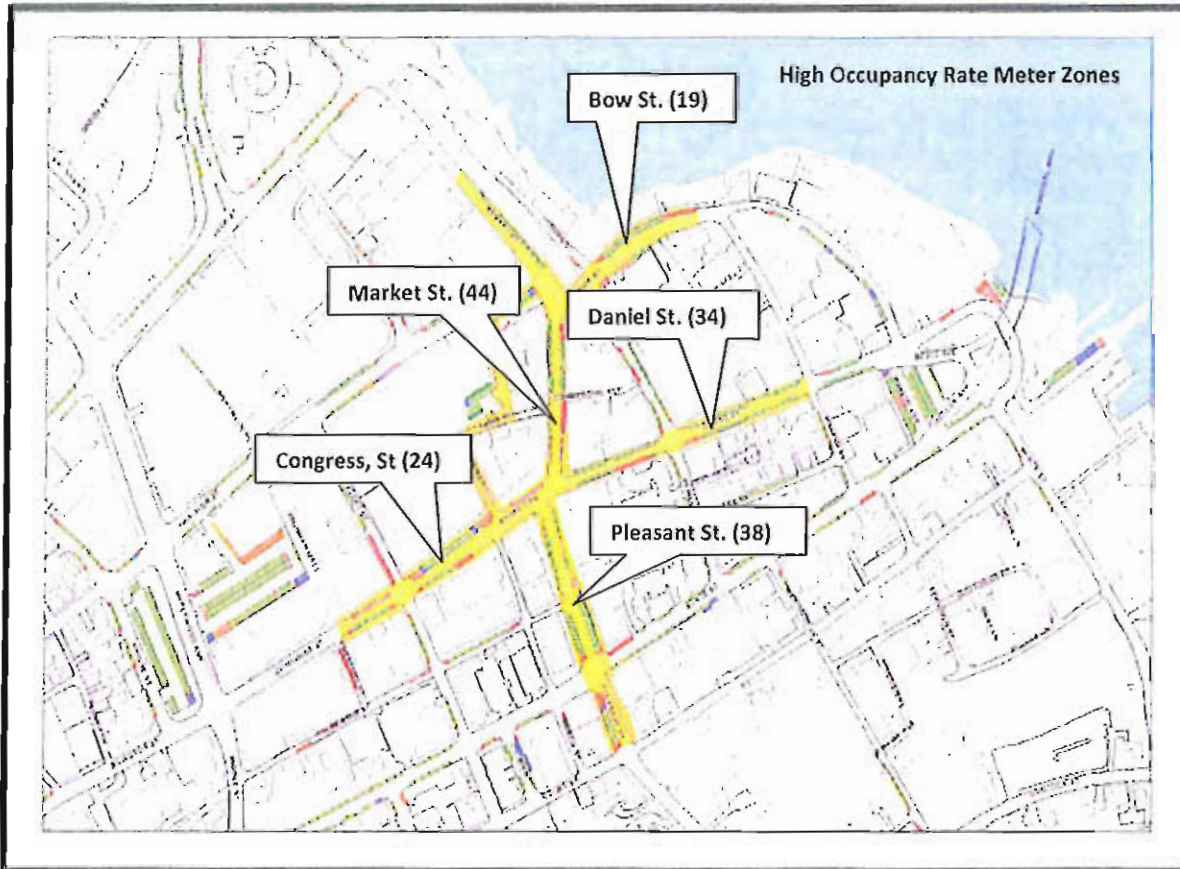 High Occupancy Rate Meter Zones
Bow St. (19)
Market St. (44)
Daniel St. (34)
Congress, St (24)
Pleasant St. (38)